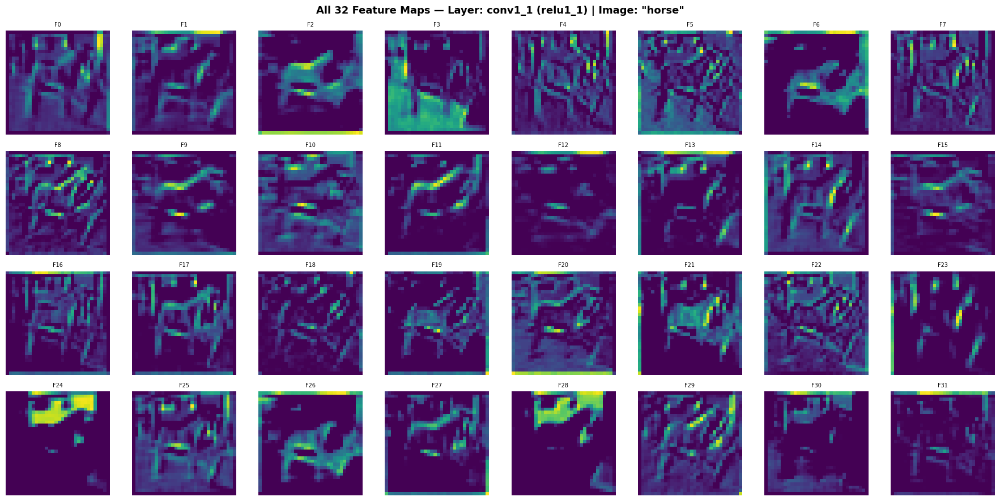 All 32 Feature Maps — Layer: conv1_1 (relu1_1) | Image: "horse"
F0 F1 F2 F3 F4 F5 F6 F7
F8 F9 F10 F11 F12 F13 F14 F15
F16 F17 F18 F19 F20 F21 F22 F23
F24 F25 F26 F27 F28 F29 F30 F31